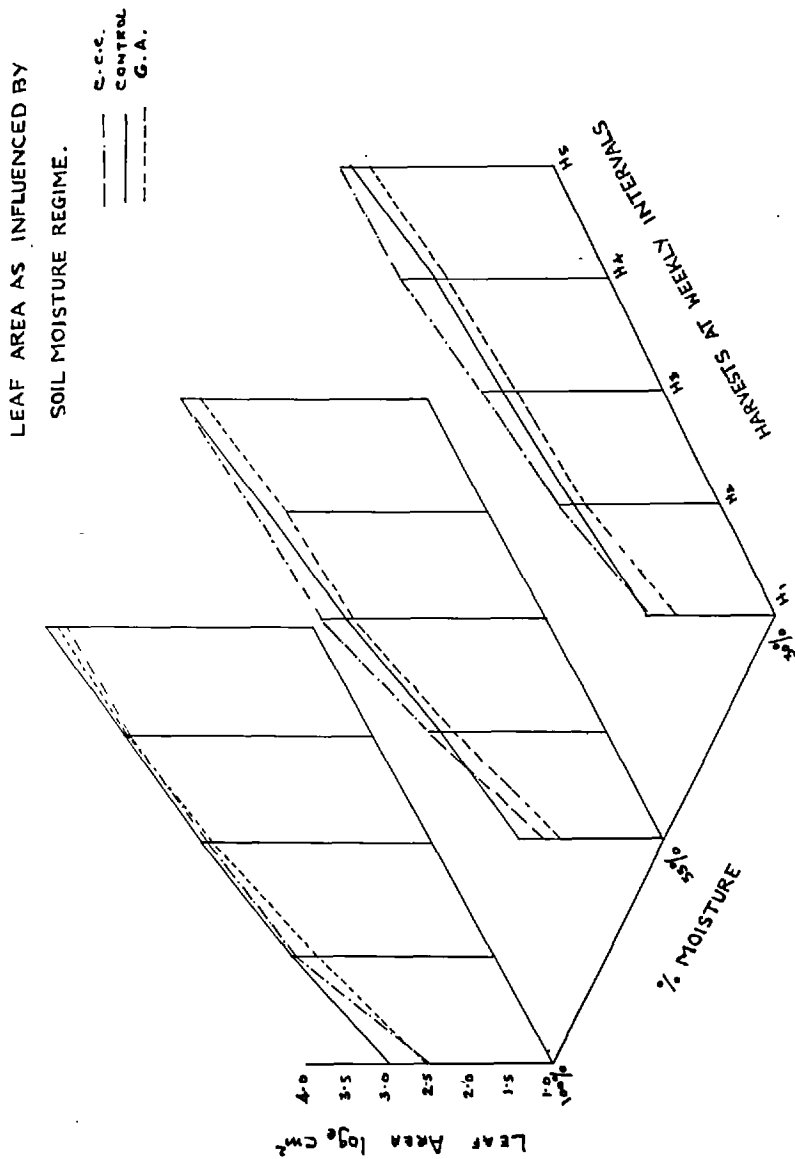 LEAF AREA AS INFLUENCED BY
SOIL MOISTURE REGIME.
C.C.C.
CONTROL
G.A.
LEAF AREA logₑ cm²
4.0
3.5
3.0
2.5
2.0
1.5
1.0
100%
55%
30%
% MOISTURE
H₁
H₂
H₃
H₄
H₅
HARVESTS AT WEEKLY INTERVALS